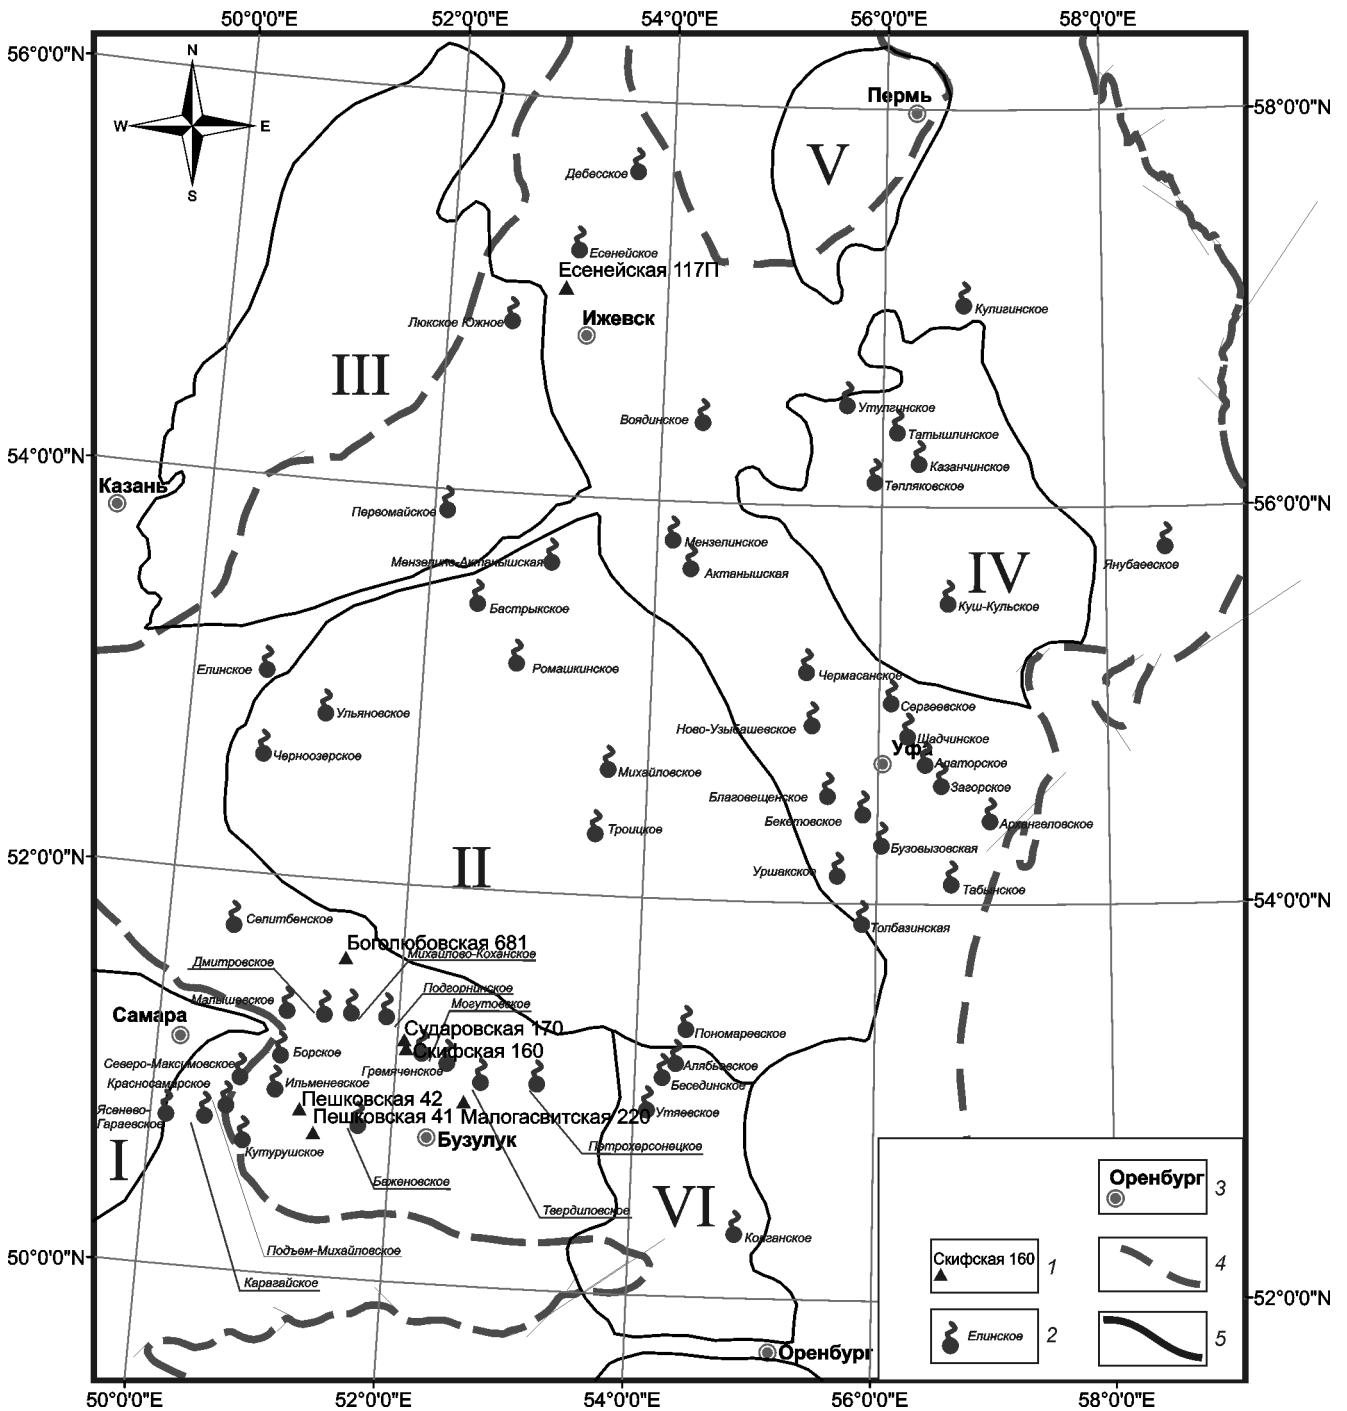 50°0'0"E
52°0'0"E
54°0'0"E
56°0'0"E
58°0'0"E
56°0'0"N
N
W
E
S
Пермь
58°0'0"N
V
Дебесское
Есенейское
Есенейская 117П
Кулигинское
Люкское Южное
Ижевск
III
Утулгинское
Воядинское
Татышлинское
54°0'0"N
Казанчинское
Казань
Тепляковское
56°0'0"N
Первомайское
Мензелинское
Мензелино-Актанышская
Янубаевское
IV
Актанышская
Бастрыкское
Куш-Кульское
Елинское
Ромашкинское
Чермасанское
Сергеевское
Ульяновское
Ново-Узыбашевское
Шадчинское
Уфа
Черноозерское
Алаторское
Михайловское
Загорское
Благовещенское
Бекетовское
Архангеловское
Троицкое
Бузовызовская
52°0'0"N
II
Уршакское
Табынское
54°0'0"N
Селитбенское
Толбазинская
Боголюбовская 681
Михайлово-Коханское
Дмитровское
Подгорнинское
Малышевское
Могутовское
Самара
Сударовская 170
Пономаревское
Борское
Скифская 160
Северо-Максимовское
Гремяченское
Алябьевское
Красносамарское
Ильменевское
Беседнское
Пешковская 42
Ясенево-
Гараевское
Пешковская 41
Малогасвитская 220
Утяевское
Бузулук
Кутурушское
Петрохерсонецкое
I
Баженовское
VI
Твердиловское
Оренбург
3
Подъем-Михайловское
Корганское
50°0'0"N
Скифская 160
1
4
Карагайское
52°0'0"N
Елинское
2
5
Оренбург
50°0'0"E
52°0'0"E
54°0'0"E
56°0'0"E
58°0'0"E